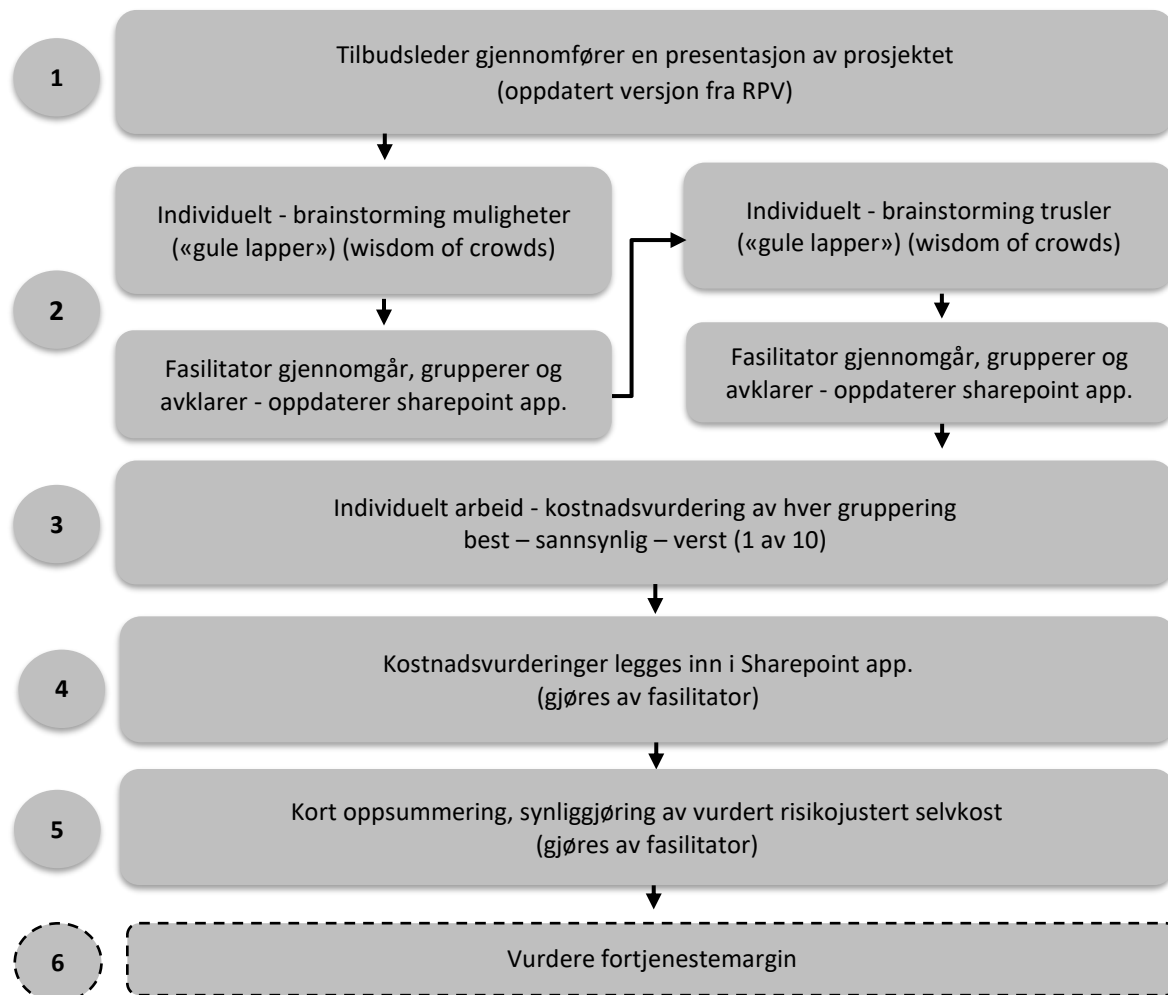 1
Tilbudsleder gjennomfører en presentasjon av prosjektet
(oppdatert versjon fra RPV)
2
Individuelt - brainstorming muligheter
(«gule lapper») (wisdom of crowds)
Fasilitator gjennomgår, grupperer og
avklarer - oppdaterer sharepoint app.
Individuelt - brainstorming trusler
(«gule lapper») (wisdom of crowds)
Fasilitator gjennomgår, grupperer og
avklarer - oppdaterer sharepoint app.
3
Individuelt arbeid - kostnadsvurdering av hver gruppering
best – sannsynlig – verst (1 av 10)
4
Kostnadsvurderinger legges inn i Sharepoint app.
(gjøres av fasilitator)
5
Kort oppsummering, synliggjøring av vurdert risikojustert selvkost
(gjøres av fasilitator)
6
Vurdere fortjenestemargin